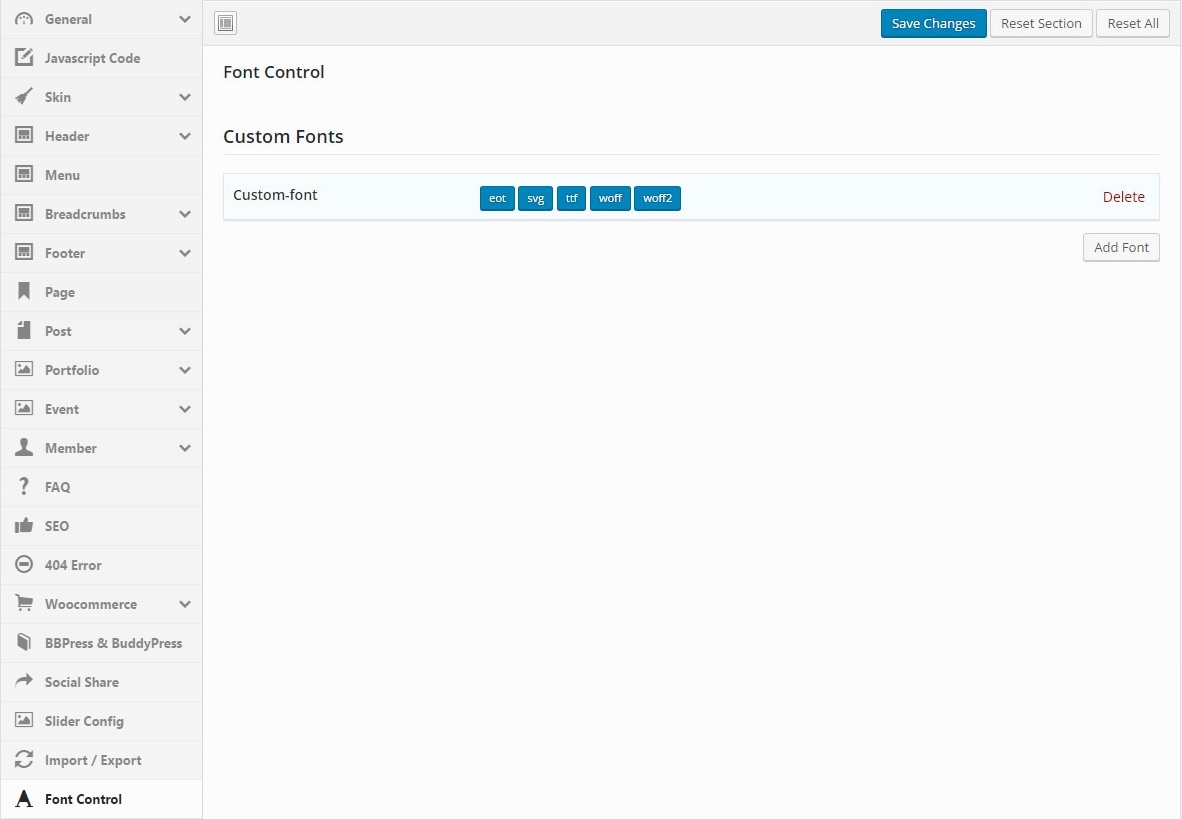 General
Javascript Code
Skin
Header
Menu
Breadcrumbs
Footer
Page
Post
Portfolio
Event
Member
FAQ
SEO
404 Error
Woocommerce
BBPress & BuddyPress
Social Share
Slider Config
Import / Export
Font Control
Save Changes Reset Section Reset All
Font Control
Custom Fonts
Custom-font eot svg ttf woff woff2 Delete
Add Font